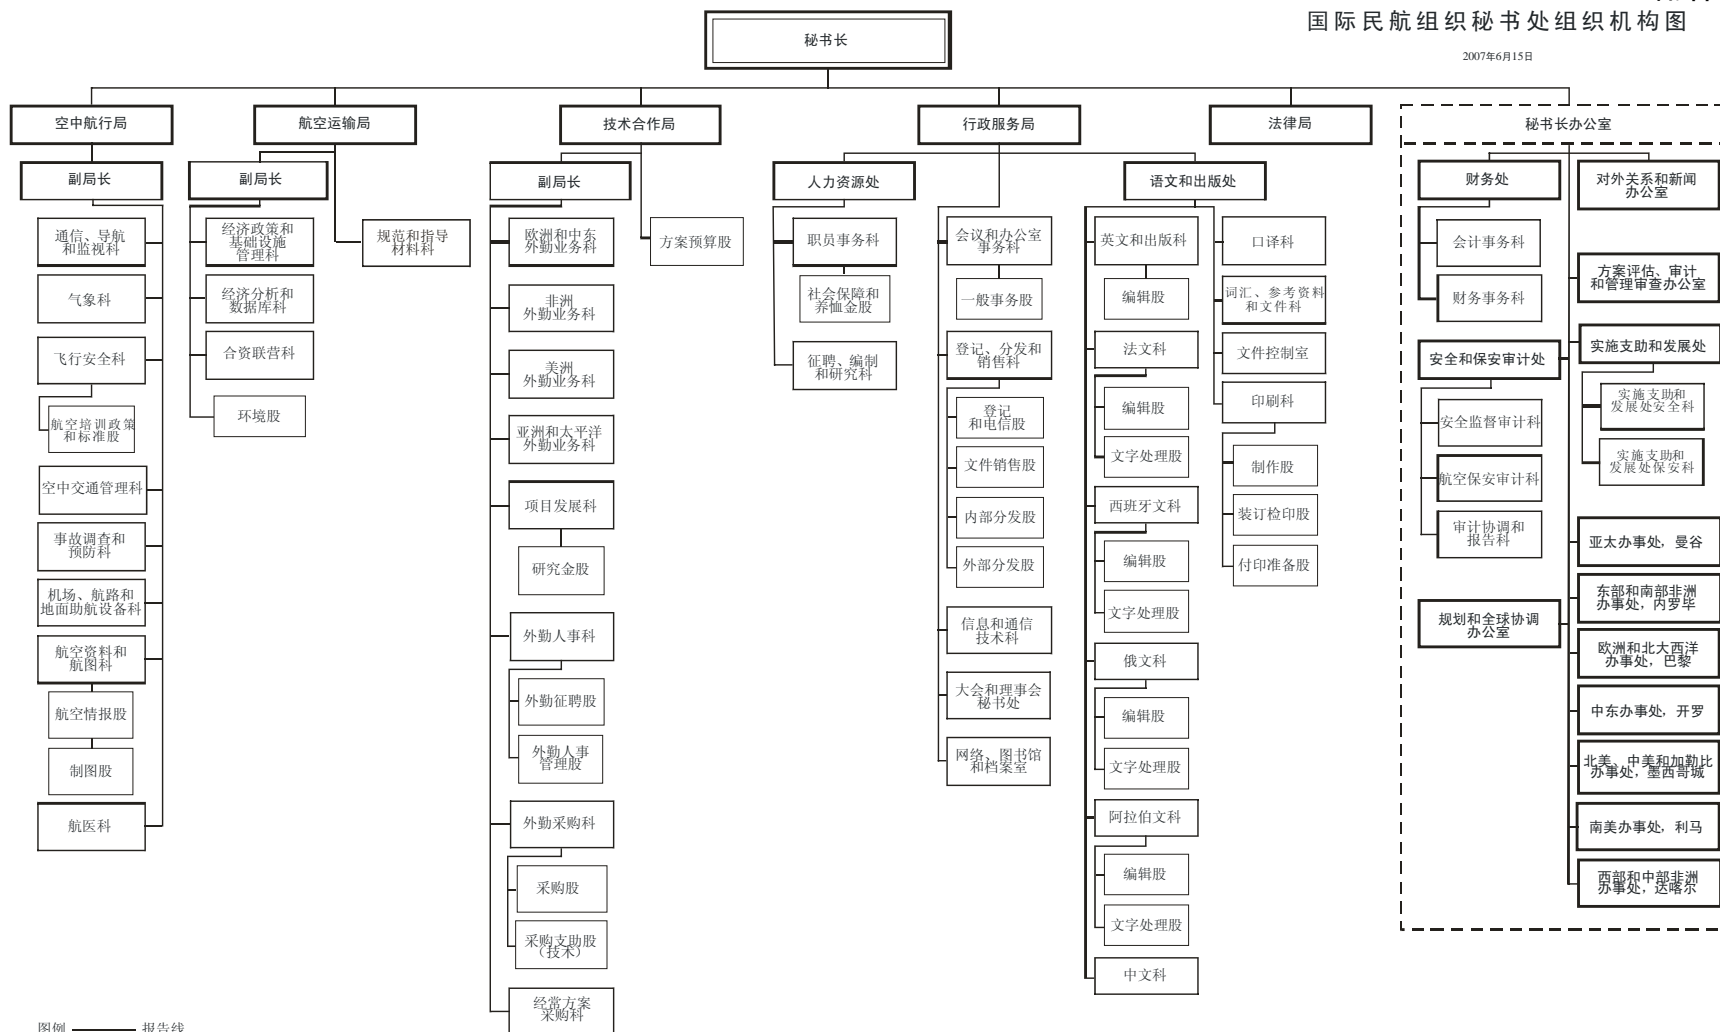 国际民航组织秘书处组织机构图
2007年6月15日
秘书长
空中航行局
航空运输局
技术合作局
行政服务局
法律局
秘书长办公室
副局长
通信、导航
和监视科
气象科
飞行安全科
航空培训政策
和标准股
空中交通管理科
事故调查和
预防科
机场、航路和
地面助航设备科
航空资料和
航图科
航空情报股
制图股
航医科
副局长
经济政策和
基础设施
管理科
经济分析和
数据库科
合资联营科
环境股
规范和指导
材料科
副局长
欧洲和中东
外勤业务科
非洲
外勤业务科
美洲
外勤业务科
亚洲和太平洋
外勤业务科
项目发展科
研究金股
外勤人事科
外勤征聘股
外勤人事
管理股
外勤采购科
采购股
采购支助股
（技术）
经常方案
采购科
方案预算股
人力资源处
职员事务科
社会保障和
养恤金股
征聘、编制
和研究科
会议和办公室
事务科
一般事务股
登记、分发和
销售科
登记
和电信股
文件销售股
内部分发股
外部分发股
信息和通信
技术科
大会和理事会
秘书处
网络、图书馆
和档案室
语文和出版处
英文和出版科
编辑股
法文科
编辑股
文字处理股
西班牙文科
编辑股
文字处理股
俄文科
编辑股
文字处理股
阿拉伯文科
编辑股
文字处理股
中文科
口译科
词汇、参考资料
和文件科
文件控制室
印刷科
制作股
装订检印股
付印准备股
财务处
会计事务科
财务事务科
安全和保安审计处
安全监督审计科
航空保安审计科
审计协调和
报告科
规划和全球协调
办公室
对外关系和新闻
办公室
方案评估、审计
和管理审查办公室
实施支助和发展处
实施支助和
发展处安全科
实施支助和
发展处保安科
亚太办事处，曼谷
东部和南部非洲
办事处，内罗毕
欧洲和北大西洋
办事处，巴黎
中东办事处，开罗
北美、中美和加勒比
办事处，墨西哥城
南美办事处，利马
西部和中部非洲
办事处，达喀尔
图例 报告线